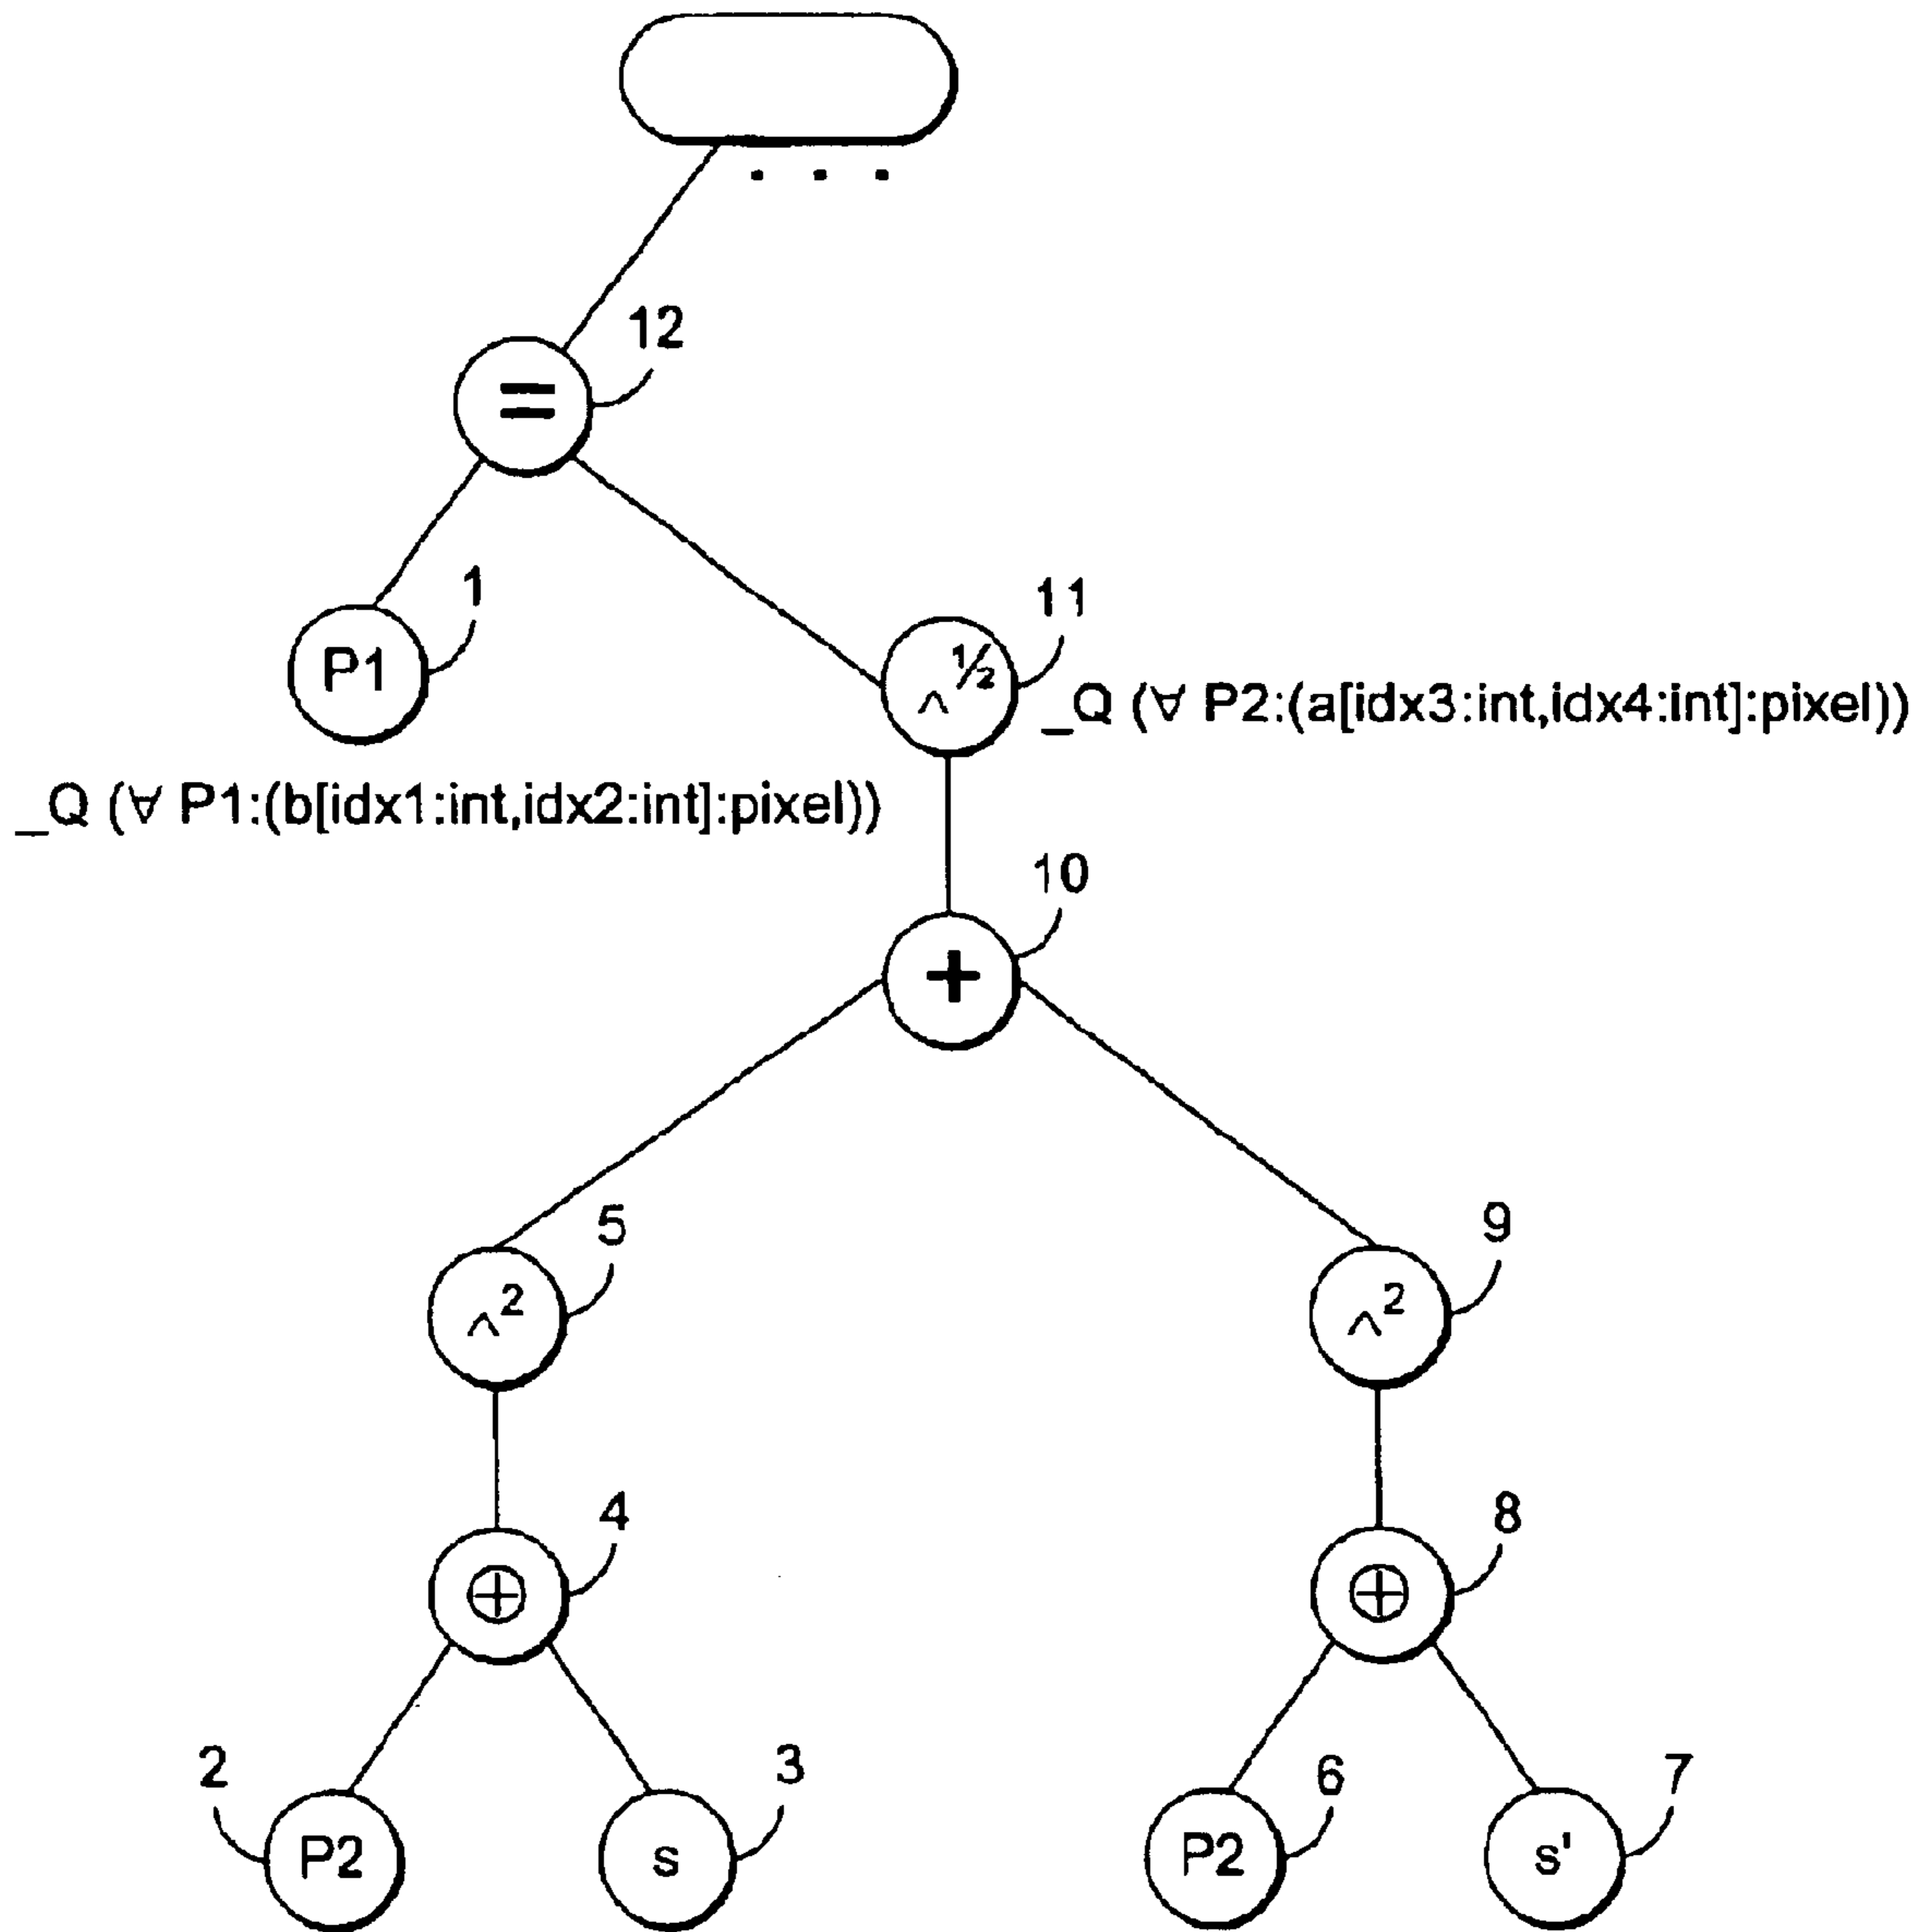 . . .
12
=
1
11
P1
^½
_Q (∀ P2:(a[idx3:int,idx4:int]:pixel))
_Q (∀ P1:(b[idx1:int,idx2:int]:pixel))
10
+
5
9
^2
^2
4
8
⊕
⊕
2
3
6
7
P2
s
P2
s'